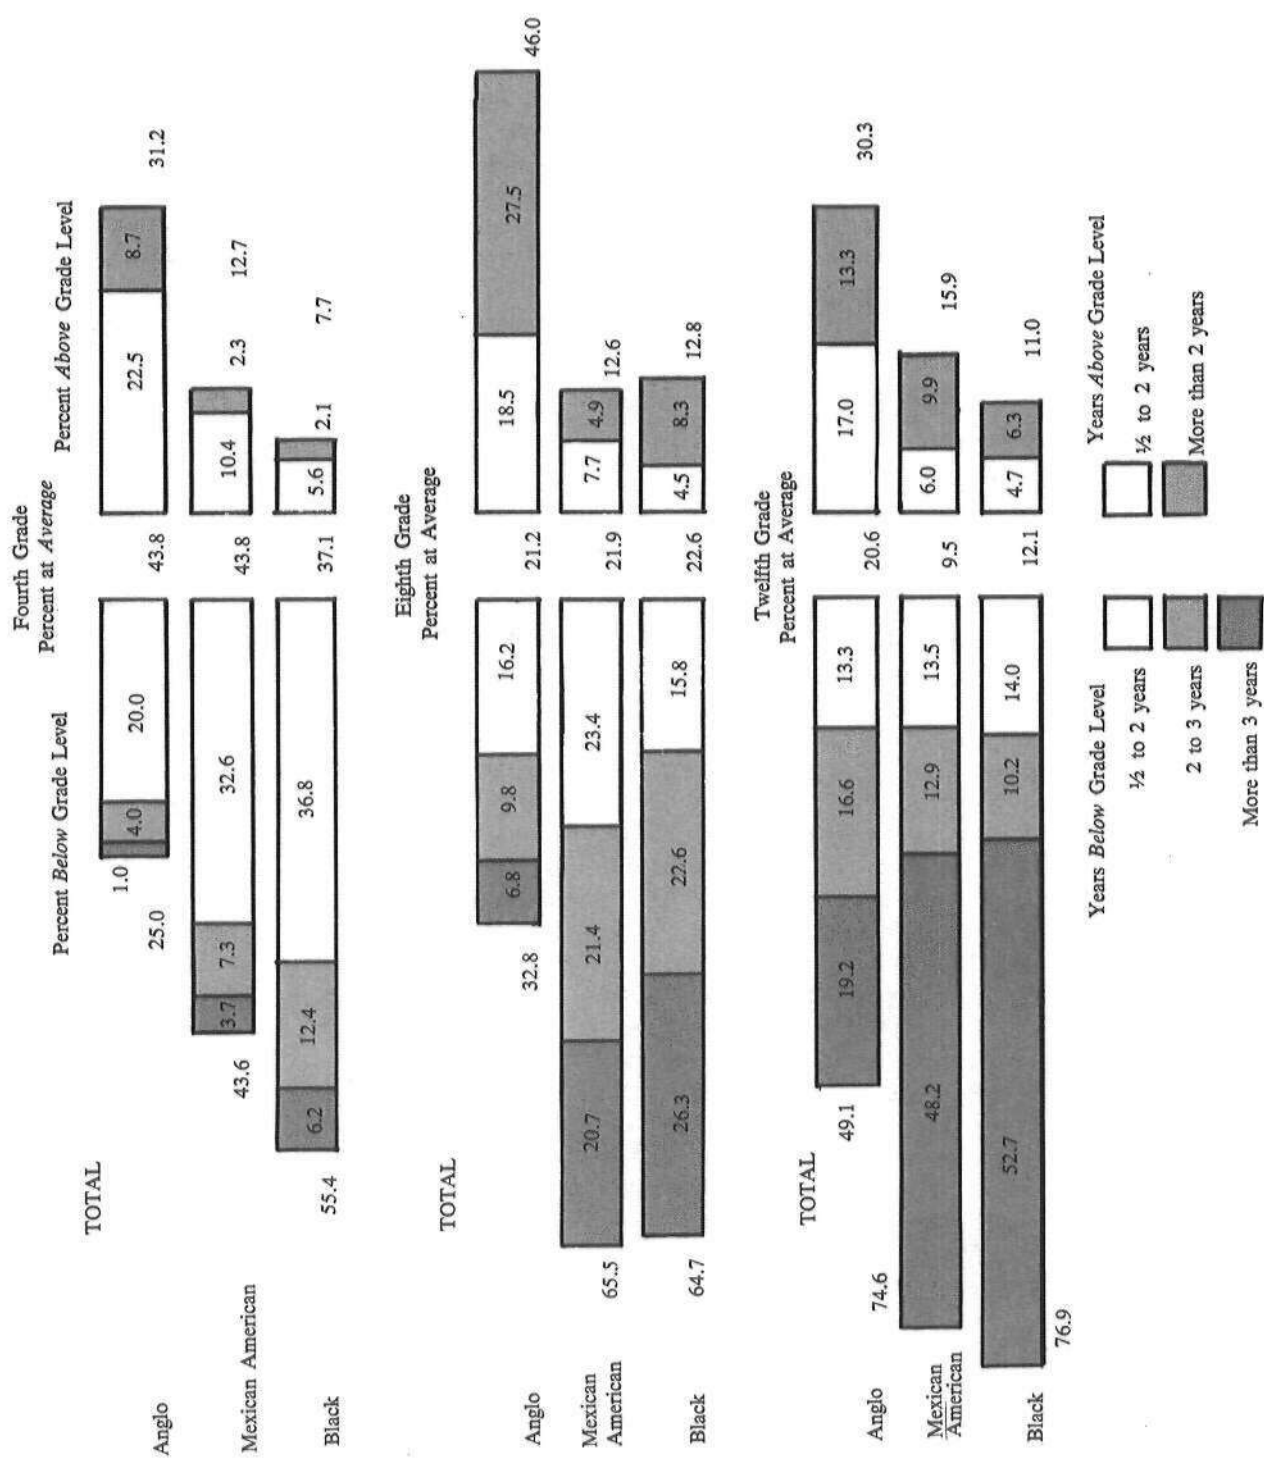 Fourth Grade
Percent Below Grade Level Percent at Average Percent Above Grade Level
TOTAL
Anglo 25.0 1.0 4.0 20.0 43.8 22.5 8.7 31.2
Mexican American 43.6 3.7 7.3 32.6 43.8 10.4 2.3 12.7
Black 55.4 6.2 12.4 36.8 37.1 5.6 2.1 7.7
Eighth Grade
Percent at Average
TOTAL
Anglo 32.8 6.8 9.8 16.2 21.2 18.5 27.5 46.0
Mexican
American 65.5 20.7 21.4 23.4 21.9 7.7 4.9 12.6
Black 64.7 26.3 22.6 15.8 22.6 4.5 8.3 12.8
Twelfth Grade
Percent at Average
TOTAL
Anglo 49.1 19.2 16.6 13.3 20.6 17.0 13.3 30.3
Mexican
American 74.6 48.2 12.9 13.5 9.5 6.0 9.9 15.9
Black 76.9 52.7 10.2 14.0 12.1 4.7 6.3 11.0
Years Below Grade Level
½ to 2 years
2 to 3 years
More than 3 years
Years Above Grade Level
½ to 2 years
More than 2 years